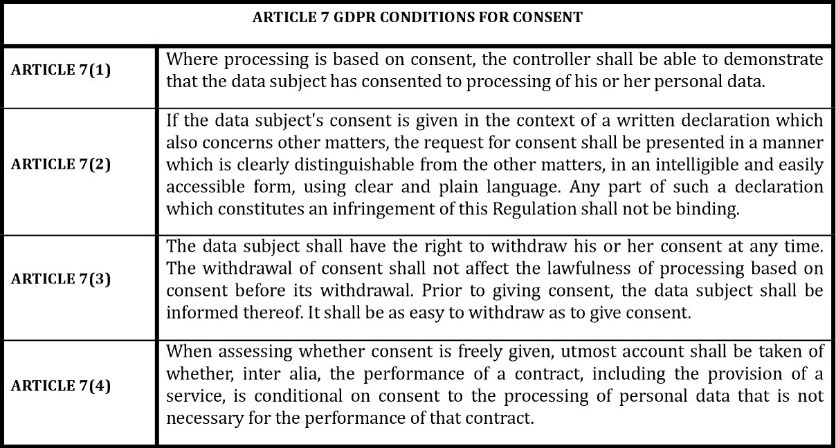 ARTICLE 7 GDPR CONDITIONS FOR CONSENT
ARTICLE 7(1)
Where processing is based on consent, the controller shall be able to demonstrate
that the data subject has consented to processing of his or her personal data.
ARTICLE 7(2)
If the data subject's consent is given in the context of a written declaration which
also concerns other matters, the request for consent shall be presented in a manner
which is clearly distinguishable from the other matters, in an intelligible and easily
accessible form, using clear and plain language. Any part of such a declaration
which constitutes an infringement of this Regulation shall not be binding.
ARTICLE 7(3)
The data subject shall have the right to withdraw his or her consent at any time.
The withdrawal of consent shall not affect the lawfulness of processing based on
consent before its withdrawal. Prior to giving consent, the data subject shall be
informed thereof. It shall be as easy to withdraw as to give consent.
ARTICLE 7(4)
When assessing whether consent is freely given, utmost account shall be taken of
whether, inter alia, the performance of a contract, including the provision of a
service, is conditional on consent to the processing of personal data that is not
necessary for the performance of that contract.